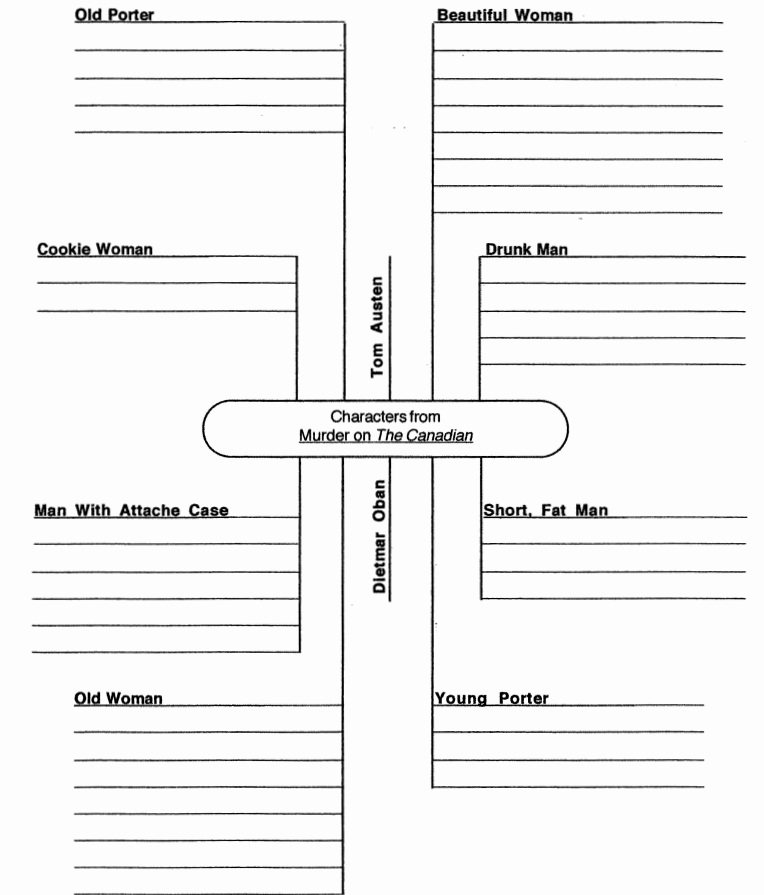 Old Porter
Beautiful Woman
Cookie Woman
Drunk Man
Tom Austen
Characters from
Murder on The Canadian
Man With Attache Case
Dietmar Oban
Short, Fat Man
Old Woman
Young Porter